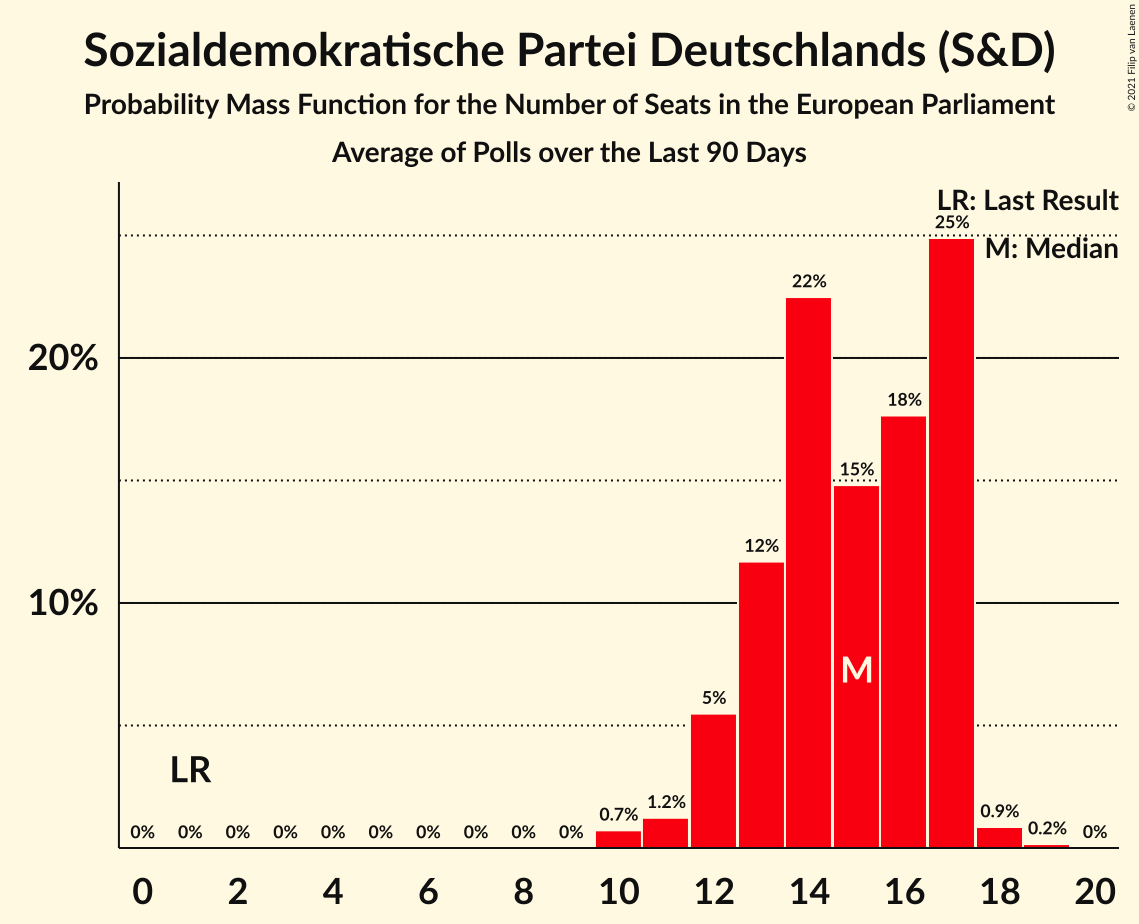 Sozialdemokratische Partei Deutschlands (S&D)
Probability Mass Function for the Number of Seats in the European Parliament
Average of Polls over the Last 90 Days
© 2021 Filip van Laenen
LR: Last Result
M: Median
25%
22%
20%
18%
15%
12%
10%
M
5%
LR
0% 0% 0% 0% 0% 0% 0% 0% 0% 0% 0.7% 1.2% 0.9% 0.2% 0%
0 2 4 6 8 10 12 14 16 18 20